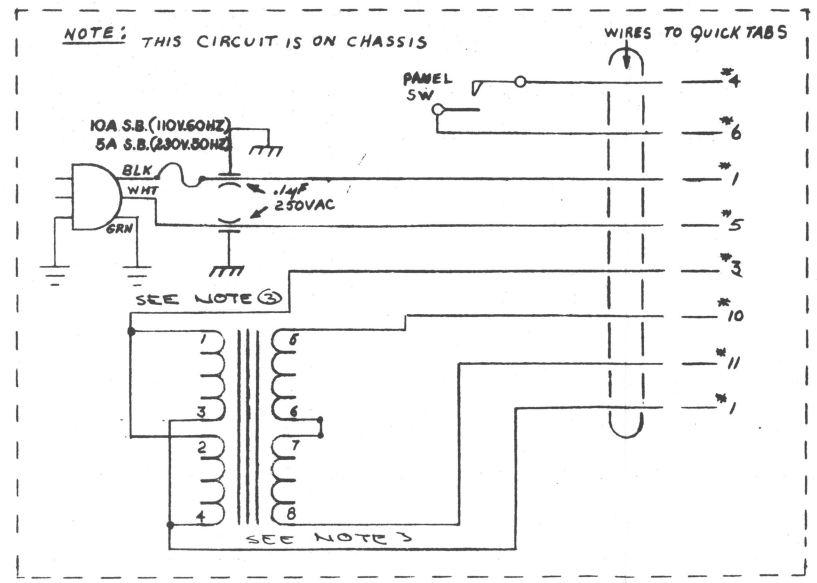 NOTE: THIS CIRCUIT IS ON CHASSIS
WIRES TO QUICK TABS
PANEL
SW
#4
#6
10A S.B.(110V.60HZ)
5A S.B.(230V.50HZ)
BLK
WHT
GRN
.1µF
250VAC
#1
#5
#3
SEE NOTE ③
#10
1
5
#11
3
6
#1
2
7
4
8
SEE NOTE 3